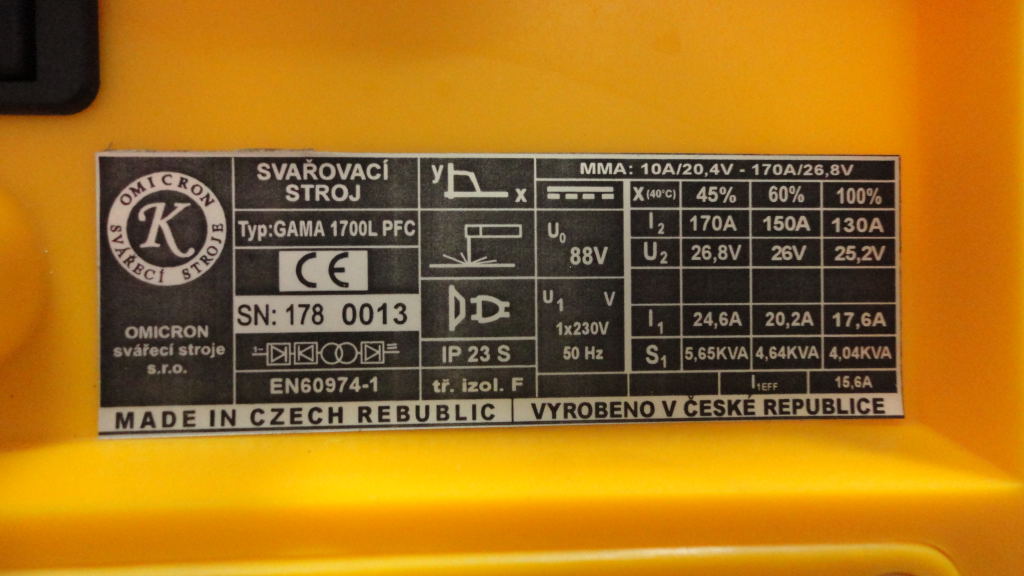 OMICRON
K
SVÁŘECÍ STROJE
OMICRON
svářecí stroje
s.r.o.
SVAŘOVACÍ
STROJ
Typ:GAMA 1700L PFC
CE
SN: 178 0013
EN60974-1
y
x
IP 23 S
tř. izol. F
MMA: 10A/20,4V - 170A/26,8V
U0
88V
U1 V
1x230V
50 Hz
X(40°C) 45% 60% 100%
I2 170A 150A 130A
U2 26,8V 26V 25,2V
I1 24,6A 20,2A 17,6A
S1 5,65KVA 4,64KVA 4,04KVA
I1EFF 15,6A
MADE IN CZECH REBUBLIC
VYROBENO V ČESKÉ REPUBLICE